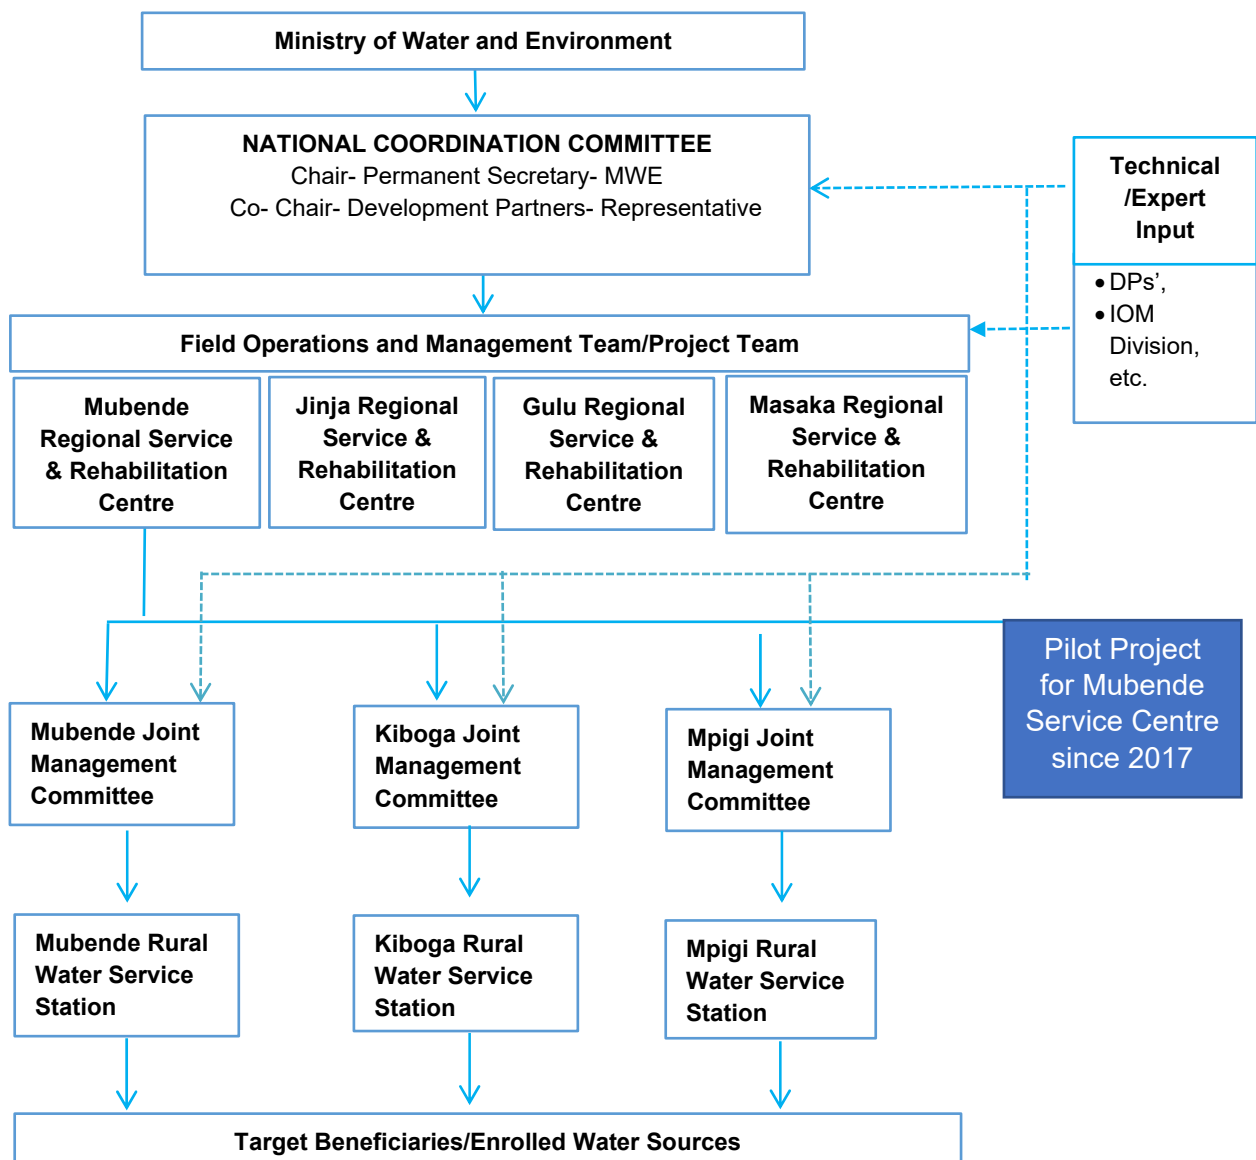 Ministry of Water and Environment
NATIONAL COORDINATION COMMITTEE
Chair- Permanent Secretary- MWE
Co- Chair- Development Partners- Representative
Technical
/Expert
Input
• DPs’,
• IOM
Division,
etc.
Field Operations and Management Team/Project Team
Mubende
Regional Service
& Rehabilitation
Centre
Jinja Regional
Service &
Rehabilitation
Centre
Gulu Regional
Service &
Rehabilitation
Centre
Masaka Regional
Service &
Rehabilitation
Centre
Pilot Project
for Mubende
Service Centre
since 2017
Mubende Joint
Management
Committee
Kiboga Joint
Management
Committee
Mpigi Joint
Management
Committee
Mubende Rural
Water Service
Station
Kiboga Rural
Water Service
Station
Mpigi Rural
Water Service
Station
Target Beneficiaries/Enrolled Water Sources